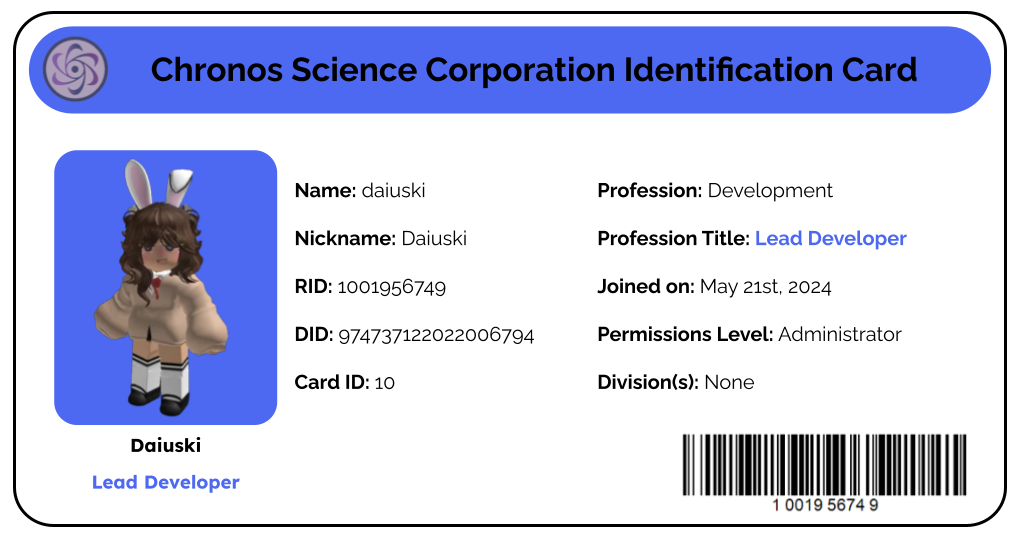 Chronos Science Corporation Identification Card
Name: daiuski
Nickname: Daiuski
RID: 1001956749
DID: 974737122022006794
Card ID: 10
Profession: Development
Profession Title: Lead Developer
Joined on: May 21st, 2024
Permissions Level: Administrator
Division(s): None
Daiuski
Lead Developer
1 0019 5674 9